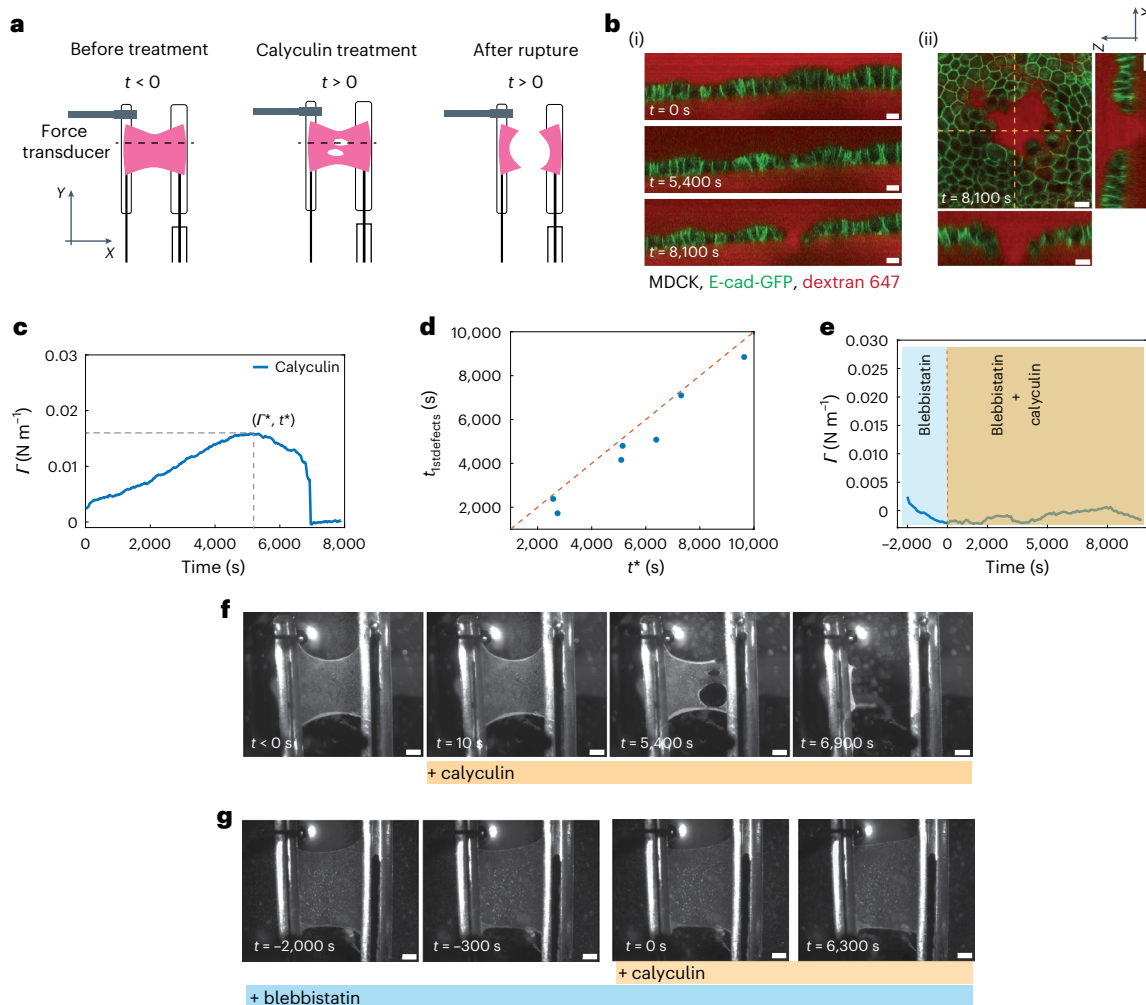 a
Before treatment
Calyculin treatment
After rupture
t < 0
t > 0
t > 0
Force
transducer
Y
X
b
(i)
t = 0 s
t = 5,400 s
t = 8,100 s
(ii)
t = 8,100 s
Z
MDCK, E-cad-GFP, dextran 647
c
Γ (N m⁻¹)
0.03
0.02
0.01
0
Calyculin
(Γ*, t*)
0
2,000
4,000
6,000
8,000
Time (s)
d
t1stdefects (s)
10,000
8,000
6,000
4,000
2,000
2,000
4,000
6,000
8,000
10,000
t* (s)
e
Γ (N m⁻¹)
0.030
0.025
0.020
0.015
0.010
0.005
0
Blebbistatin
Blebbistatin
+
calyculin
−2,000
0
2,000
5,000
8,000
Time (s)
f
t < 0 s
t = 10 s
t = 5,400 s
t = 6,900 s
+ calyculin
g
t = −2,000 s
t = −300 s
t = 0 s
t = 6,300 s
+ calyculin
+ blebbistatin